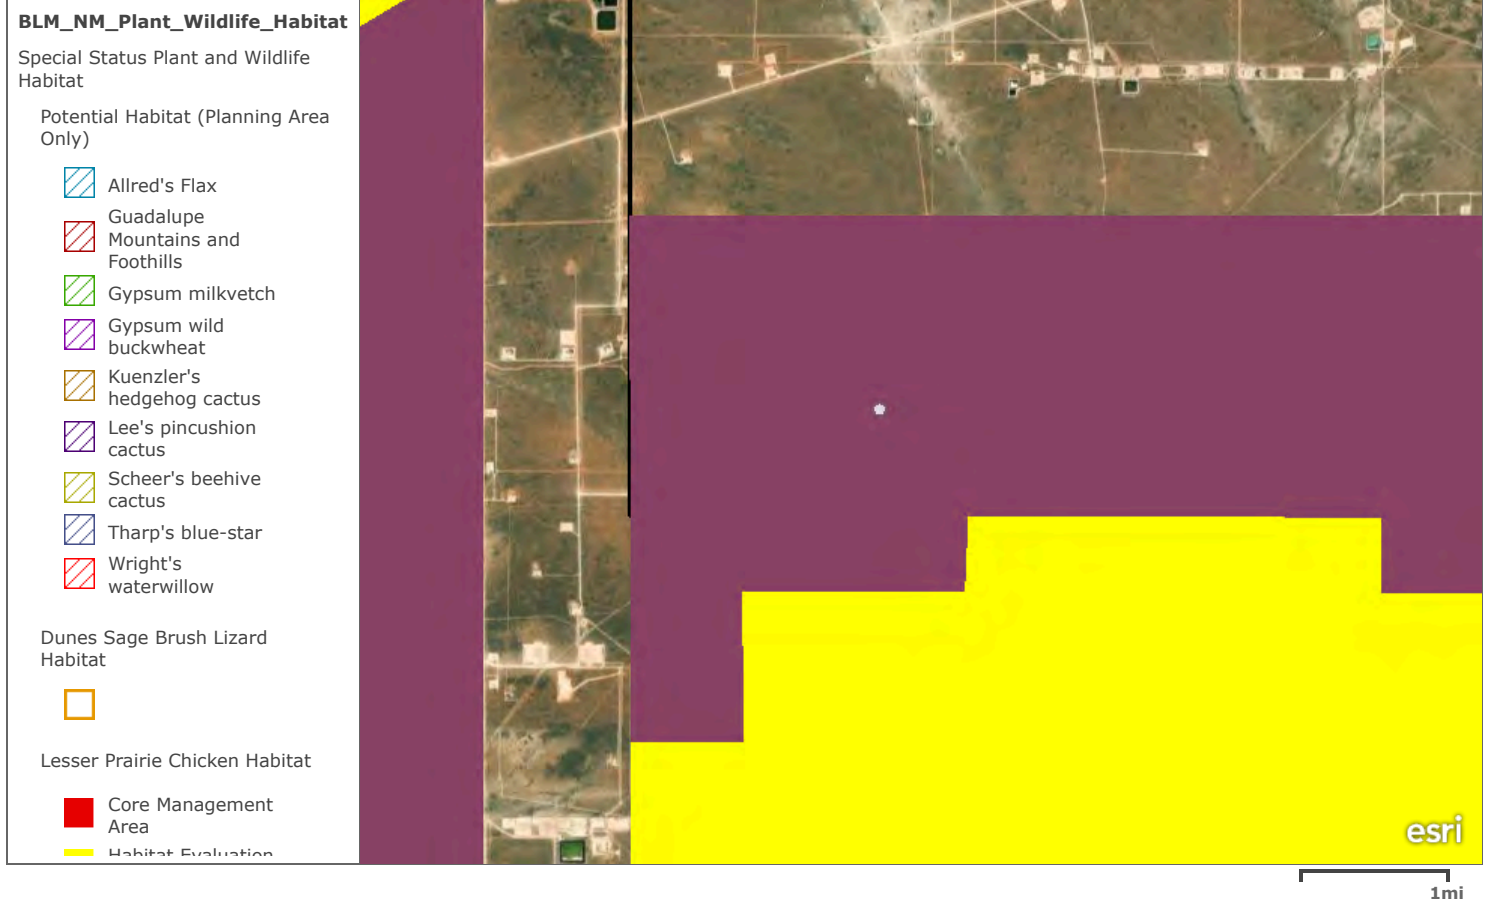 BLM_NM_Plant_Wildlife_Habitat
Special Status Plant and Wildlife
Habitat
Potential Habitat (Planning Area
Only)
Allred's Flax
Guadalupe
Mountains and
Foothills
Gypsum milkvetch
Gypsum wild
buckwheat
Kuenzler's
hedgehog cactus
Lee's pincushion
cactus
Scheer's beehive
cactus
Tharp's blue-star
Wright's
waterwillow
Dunes Sage Brush Lizard
Habitat
Lesser Prairie Chicken Habitat
Core Management
Area
Habitat Evaluation
esri
1mi